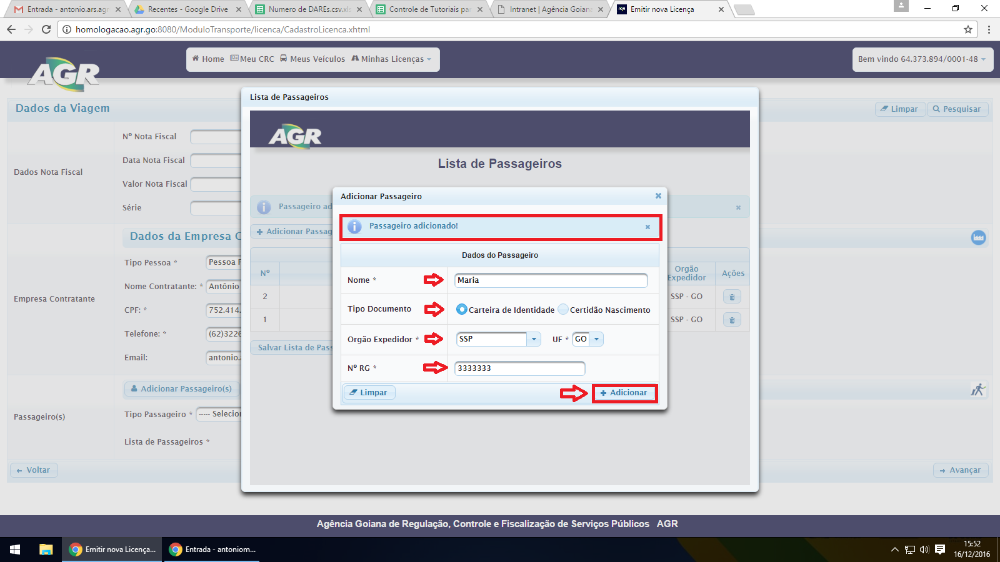 Entrada - antonio.ars.agr
Recentes - Google Drive
Numero de DAREs.csv.xls
Controle de Tutoriais par
Intranet | Agência Goiana
Emitir nova Licença
homologacao.agr.go:8080/ModuloTransporte/licenca/CadastroLicenca.xhtml
AGR
Home Meu CRC Meus Veículos Minhas Licenças
Bem vindo 64.373.894/0001-48
Dados da Viagem
Limpar Pesquisar
Dados Nota Fiscal
Nº Nota Fiscal
Data Nota Fiscal
Valor Nota Fiscal
Série
Dados da Empresa C
Empresa Contratante
Tipo Pessoa * Pessoa F
Nome Contratante: * Antônio
CPF: * 752.414.
Telefone: * (62)3226
Email: antonio.a
Adicionar Passageiro(s)
Passageiro(s)
Tipo Passageiro * ----- Selecion
Lista de Passageiros *
Voltar
Avançar
Lista de Passageiros
AGR
Lista de Passageiros
Passageiro ad
Adicionar Passag
Nº
Orgão
Expedidor
Ações
2 SSP - GO
1 SSP - GO
Salvar Lista de Pass
Adicionar Passageiro
Passageiro adicionado!
Dados do Passageiro
Nome * Maria
Tipo Documento Carteira de Identidade Certidão Nascimento
Orgão Expedidor * SSP UF * GO
Nº RG * 3333333
Limpar Adicionar
Agência Goiana de Regulação, Controle e Fiscalização de Serviços Públicos AGR
Emitir nova Licença...
Entrada - antoniom...
15:52
16/12/2016